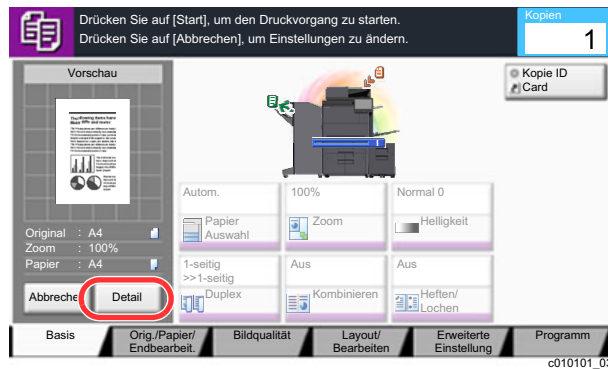 Drücken Sie auf [Start], um den Druckvorgang zu starten.
Drücken Sie auf [Abbrechen], um Einstellungen zu ändern.
Kopien
1
Vorschau
Kopie ID
Card
Original : A4
Zoom : 100%
Papier : A4
Abbreche
Detail
Autom.
Papier
Auswahl
100%
Zoom
Normal 0
Helligkeit
1-seitig
>>1-seitig
Duplex
Aus
Kombinieren
Aus
Heften/
Lochen
Basis
Orig./Papier/
Endbearbeit.
Bildqualität
Layout/
Bearbeiten
Erweiterte
Einstellung
Programm
c010101_03